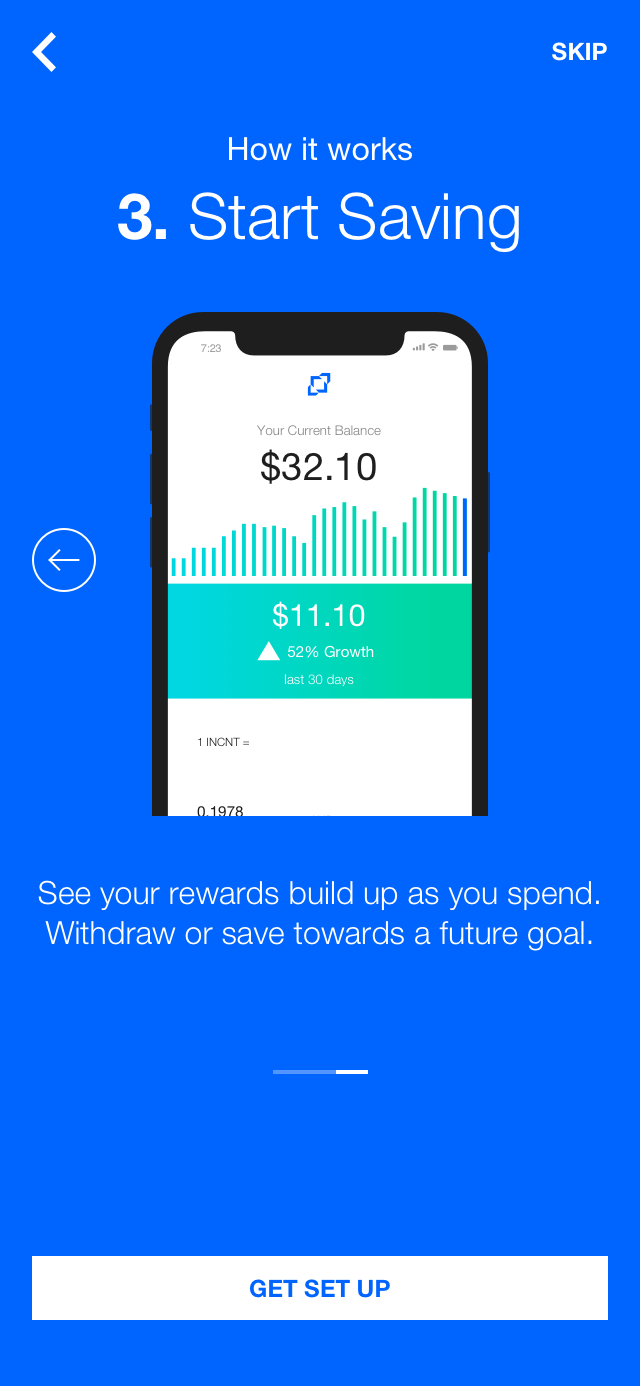 SKIP
How it works
3. Start Saving
7:23
Your Current Balance
$32.10
$11.10
52% Growth
last 30 days
1 INCNT =
0.1978
See your rewards build up as you spend.
Withdraw or save towards a future goal.
GET SET UP